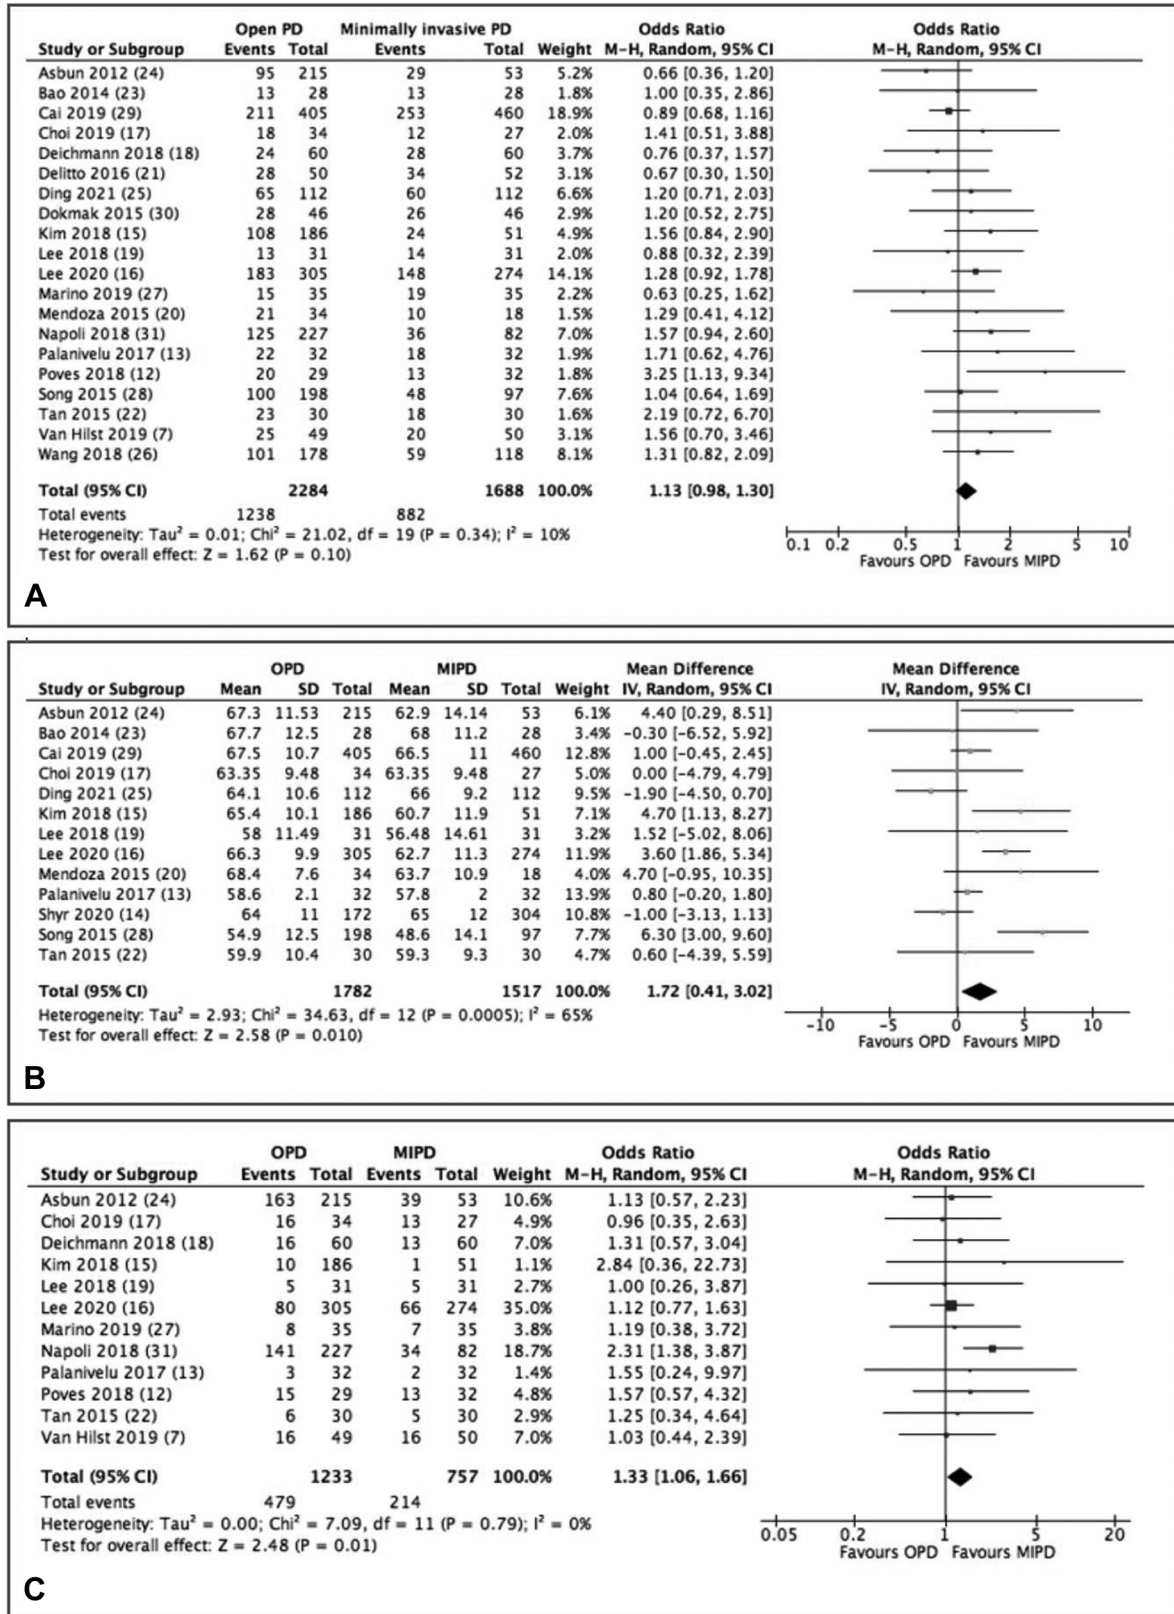 Open PD Minimally invasive PD Odds Ratio Odds Ratio
Study or Subgroup Events Total Events Total Weight M-H, Random, 95% CI M-H, Random, 95% CI
Asbun 2012 (24) 95 215 29 53 5.2% 0.66 [0.36, 1.20]
Bao 2014 (23) 13 28 13 28 1.8% 1.00 [0.35, 2.86]
Cai 2019 (29) 211 405 253 460 18.9% 0.89 [0.68, 1.16]
Choi 2019 (17) 18 34 12 27 2.0% 1.41 [0.51, 3.88]
Deichmann 2018 (18) 24 60 28 60 3.7% 0.76 [0.37, 1.57]
Delitto 2016 (21) 28 50 34 52 3.1% 0.67 [0.30, 1.50]
Ding 2021 (25) 65 112 60 112 6.6% 1.20 [0.71, 2.03]
Dokmak 2015 (30) 28 46 26 46 2.9% 1.20 [0.52, 2.75]
Kim 2018 (15) 108 186 24 51 4.9% 1.56 [0.84, 2.90]
Lee 2018 (19) 13 31 14 31 2.0% 0.88 [0.32, 2.39]
Lee 2020 (16) 183 305 148 274 14.1% 1.28 [0.92, 1.78]
Marino 2019 (27) 15 35 19 35 2.2% 0.63 [0.25, 1.62]
Mendoza 2015 (20) 21 34 10 18 1.5% 1.29 [0.41, 4.12]
Napoli 2018 (31) 125 227 36 82 7.0% 1.57 [0.94, 2.60]
Palanivelu 2017 (13) 22 32 18 32 1.9% 1.71 [0.62, 4.76]
Poves 2018 (12) 20 29 13 32 1.8% 3.25 [1.13, 9.34]
Song 2015 (28) 100 198 48 97 7.6% 1.04 [0.64, 1.69]
Tan 2015 (22) 23 30 18 30 1.6% 2.19 [0.72, 6.70]
Van Hilst 2019 (7) 25 49 20 50 3.1% 1.56 [0.70, 3.46]
Wang 2018 (26) 101 178 59 118 8.1% 1.31 [0.82, 2.09]
Total (95% CI) 2284 1688 100.0% 1.13 [0.98, 1.30]
Total events 1238 882
Heterogeneity: Tau² = 0.01; Chi² = 21.02, df = 19 (P = 0.34); I² = 10%
Test for overall effect: Z = 1.62 (P = 0.10)
0.1 0.2 0.5 1 2 5 10
Favours OPD Favours MIPD
A
OPD MIPD Mean Difference Mean Difference
Study or Subgroup Mean SD Total Mean SD Total Weight IV, Random, 95% CI IV, Random, 95% CI
Asbun 2012 (24) 67.3 11.53 215 62.9 14.14 53 6.1% 4.40 [0.29, 8.51]
Bao 2014 (23) 67.7 12.5 28 68 11.2 28 3.4% -0.30 [-6.52, 5.92]
Cai 2019 (29) 67.5 10.7 405 66.5 11 460 12.8% 1.00 [-0.45, 2.45]
Choi 2019 (17) 63.35 9.48 34 63.35 9.48 27 5.0% 0.00 [-4.79, 4.79]
Ding 2021 (25) 64.1 10.6 112 66 9.2 112 9.5% -1.90 [-4.50, 0.70]
Kim 2018 (15) 65.4 10.1 186 60.7 11.9 51 7.1% 4.70 [1.13, 8.27]
Lee 2018 (19) 58 11.49 31 56.48 14.61 31 3.2% 1.52 [-5.02, 8.06]
Lee 2020 (16) 66.3 9.9 305 62.7 11.3 274 11.9% 3.60 [1.86, 5.34]
Mendoza 2015 (20) 68.4 7.6 34 63.7 10.9 18 4.0% 4.70 [-0.95, 10.35]
Palanivelu 2017 (13) 58.6 2.1 32 57.8 2 32 13.9% 0.80 [-0.20, 1.80]
Shyr 2020 (14) 64 11 172 65 12 304 10.8% -1.00 [-3.13, 1.13]
Song 2015 (28) 54.9 12.5 198 48.6 14.1 97 7.7% 6.30 [3.00, 9.60]
Tan 2015 (22) 59.9 10.4 30 59.3 9.3 30 4.7% 0.60 [-4.39, 5.59]
Total (95% CI) 1782 1517 100.0% 1.72 [0.41, 3.02]
Heterogeneity: Tau² = 2.93; Chi² = 34.63, df = 12 (P = 0.0005); I² = 65%
Test for overall effect: Z = 2.58 (P = 0.010)
-10 -5 0 5 10
Favours OPD Favours MIPD
B
OPD MIPD Odds Ratio Odds Ratio
Study or Subgroup Events Total Events Total Weight M-H, Random, 95% CI M-H, Random, 95% CI
Asbun 2012 (24) 163 215 39 53 10.6% 1.13 [0.57, 2.23]
Choi 2019 (17) 16 34 13 27 4.9% 0.96 [0.35, 2.63]
Deichmann 2018 (18) 16 60 13 60 7.0% 1.31 [0.57, 3.04]
Kim 2018 (15) 10 186 1 51 1.1% 2.84 [0.36, 22.73]
Lee 2018 (19) 5 31 5 31 2.7% 1.00 [0.26, 3.87]
Lee 2020 (16) 80 305 66 274 35.0% 1.12 [0.77, 1.63]
Marino 2019 (27) 8 35 7 35 3.8% 1.19 [0.38, 3.72]
Napoli 2018 (31) 141 227 34 82 18.7% 2.31 [1.38, 3.87]
Palanivelu 2017 (13) 3 32 2 32 1.4% 1.55 [0.24, 9.97]
Poves 2018 (12) 15 29 13 32 4.8% 1.57 [0.57, 4.32]
Tan 2015 (22) 6 30 5 30 2.9% 1.25 [0.34, 4.64]
Van Hilst 2019 (7) 16 49 16 50 7.0% 1.03 [0.44, 2.39]
Total (95% CI) 1233 757 100.0% 1.33 [1.06, 1.66]
Total events 479 214
Heterogeneity: Tau² = 0.00; Chi² = 7.09, df = 11 (P = 0.79); I² = 0%
Test for overall effect: Z = 2.48 (P = 0.01)
0.05 0.2 1 5 20
Favours OPD Favours MIPD
C